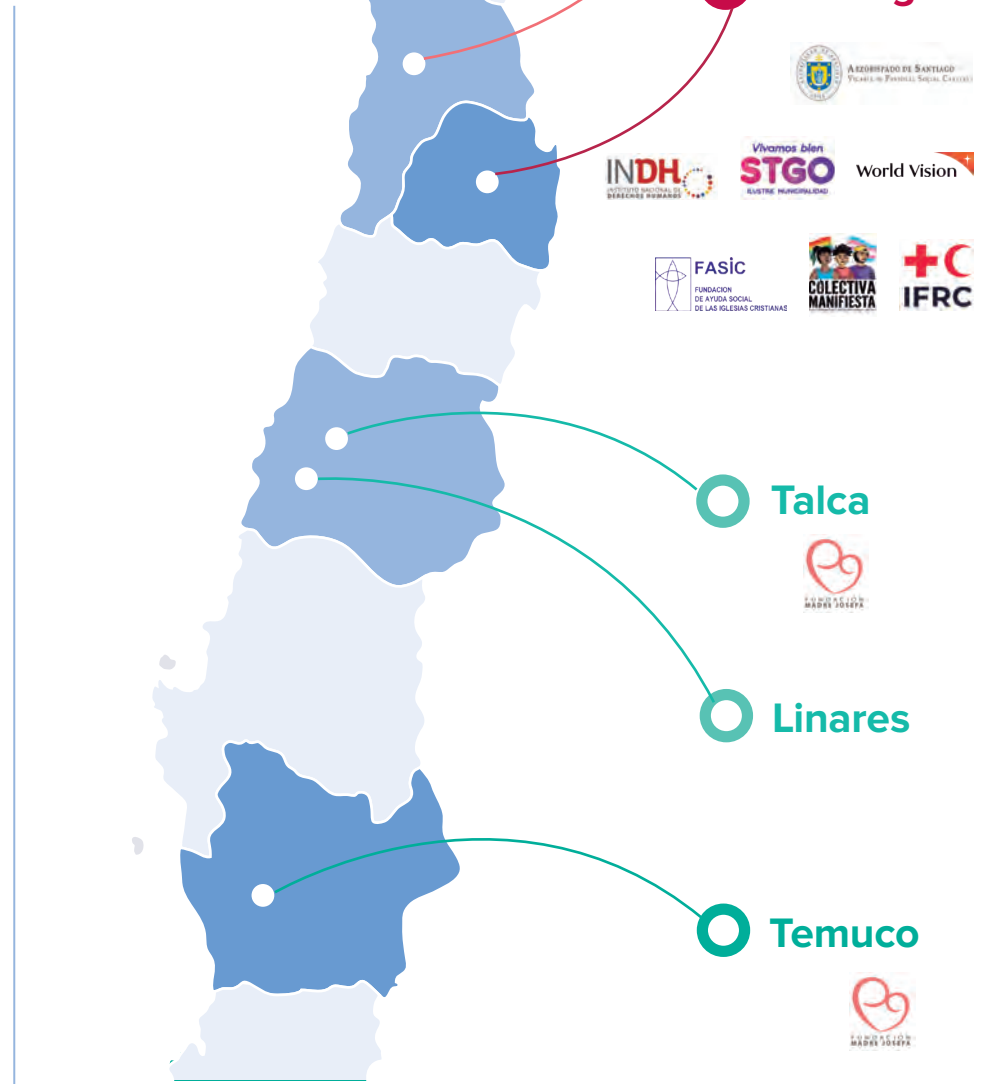 g
ARZOBISPADO DE SANTIAGO
INDH
INSTITUTO NACIONAL DE
DERECHOS HUMANOS
Vivamos bien
STGO
ILUSTRE MUNICIPALIDAD
World Vision
FASiC
FUNDACION
DE AYUDA SOCIAL
DE LAS IGLESIAS CRISTIANAS
COLECTIVA
MANIFIESTA
IFRC
Talca
FUNDACIÓN
MADRE JOSEFA
Linares
Temuco
FUNDACIÓN
MADRE JOSEFA